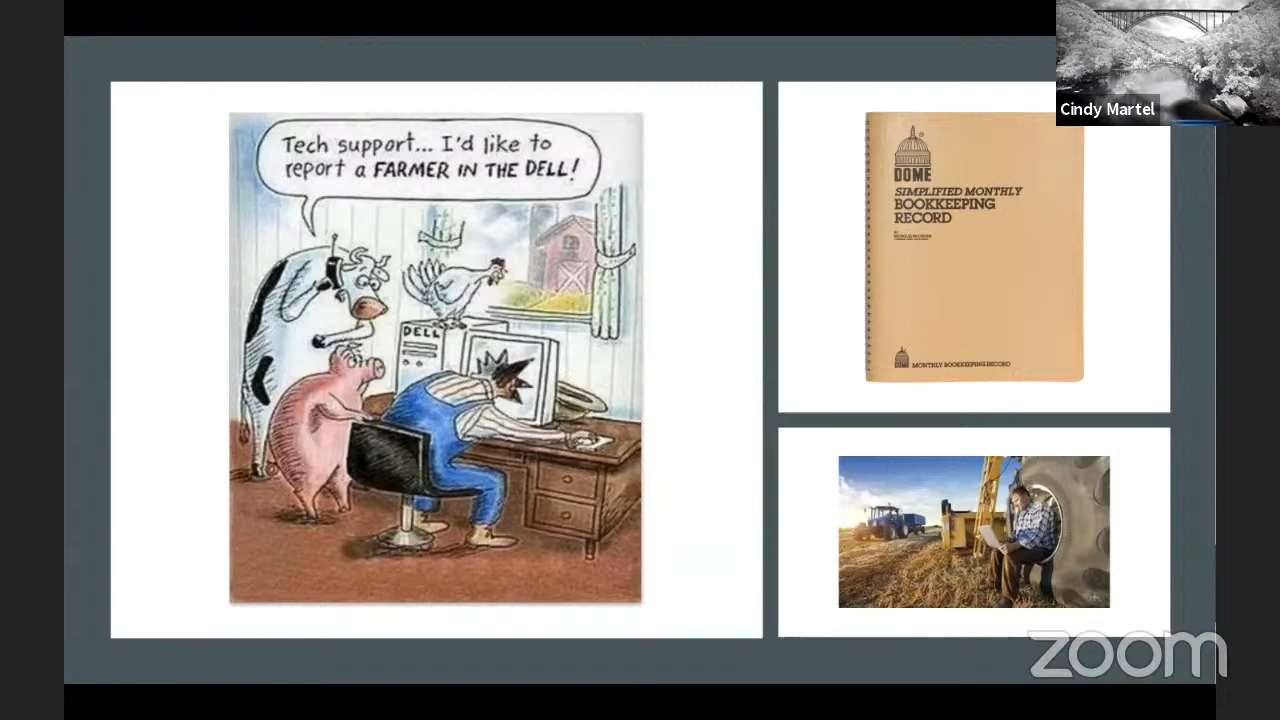 Tech support... I'd like to
report a FARMER IN THE DELL!
DELL
DOME
SIMPLIFIED MONTHLY
BOOKKEEPING
RECORD
BY
DOME
MONTHLY BOOKKEEPING RECORD
Cindy Martel
zoom